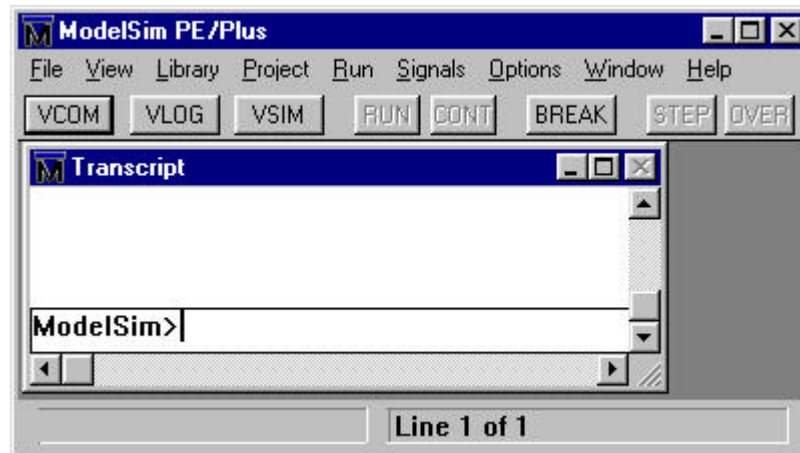 ModelSim PE/Plus
File View Library Project Run Signals Options Window Help
VCOM VLOG VSIM RUN CONT BREAK STEP OVER
Transcript
ModelSim>
Line 1 of 1